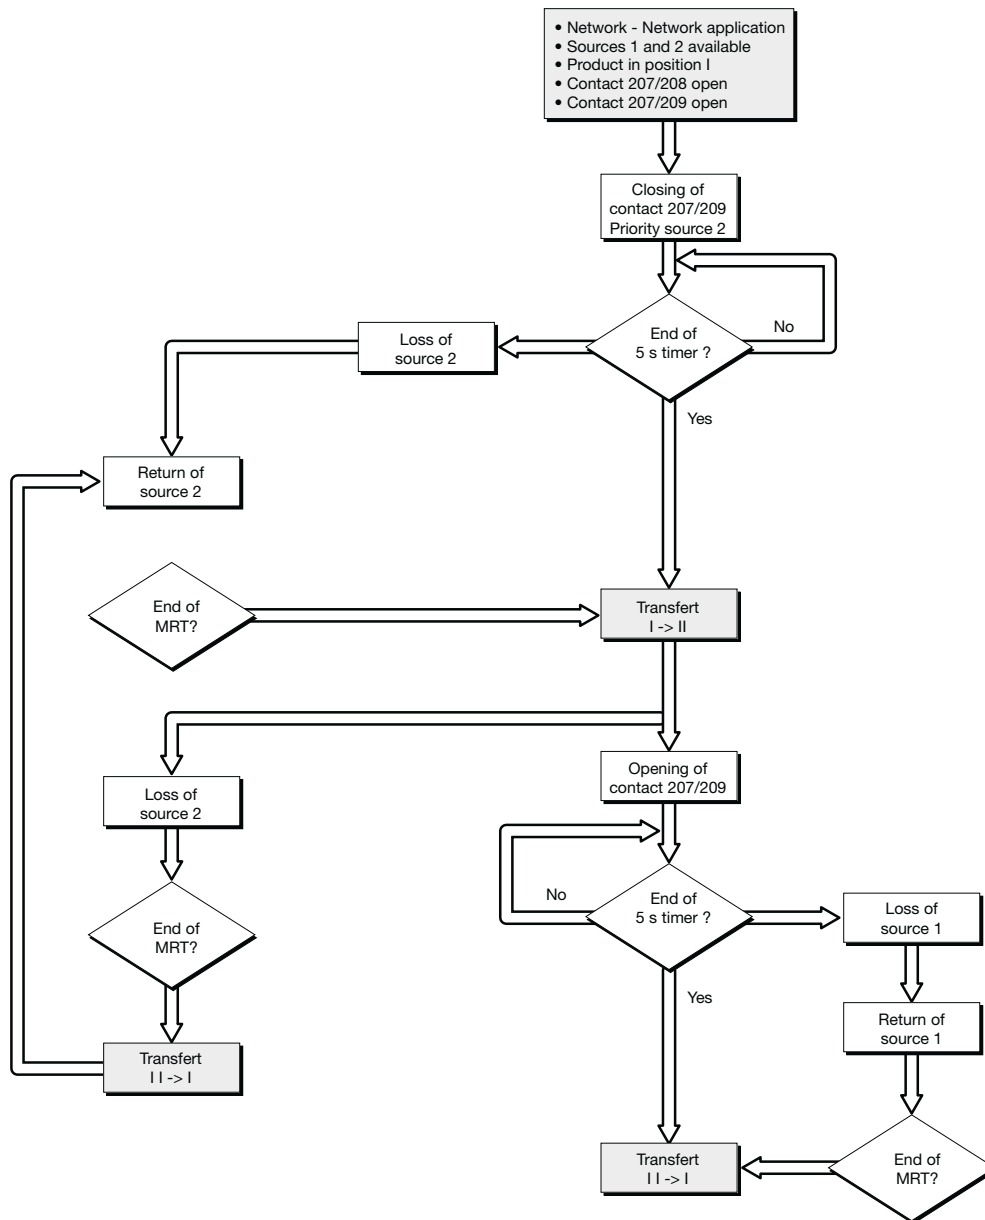 • Network - Network application
• Sources 1 and 2 available
• Product in position I
• Contact 207/208 open
• Contact 207/209 open
Closing of
contact 207/209
Priority source 2
End of
5 s timer ?
No
Loss of
source 2
Yes
Return of
source 2
End of
MRT?
Transfert
I -> II
Loss of
source 2
Opening of
contact 207/209
End of
MRT?
No
End of
5 s timer ?
Loss of
source 1
Yes
Return of
source 1
Transfert
I I -> I
Transfert
I I -> I
End of
MRT?